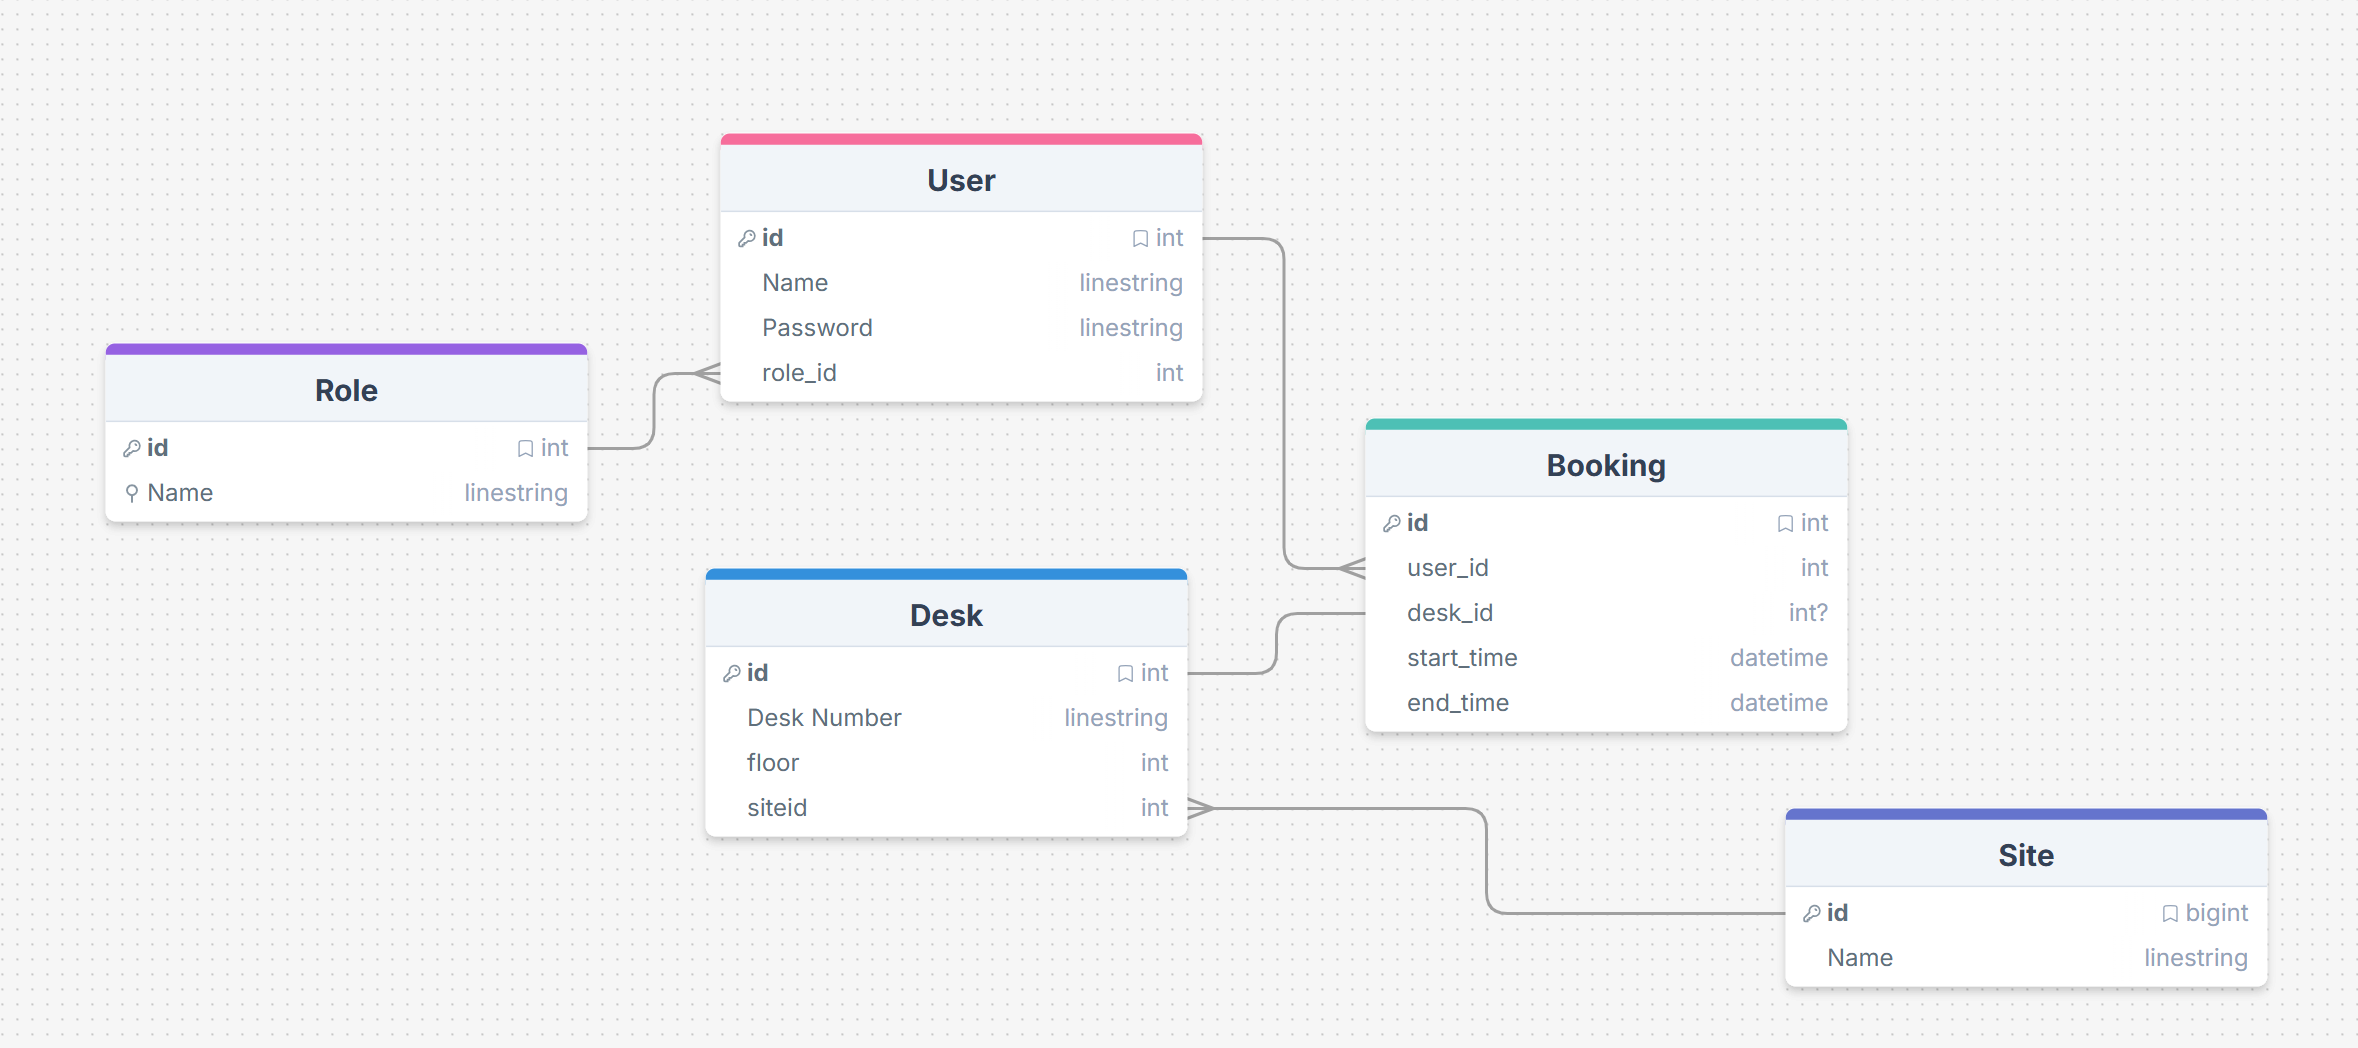 User
id int
Name linestring
Password linestring
role_id int
Role
id int
Name linestring
Booking
id int
user_id int
desk_id int?
start_time datetime
end_time datetime
Desk
id int
Desk Number linestring
floor int
siteid int
Site
id bigint
Name linestring